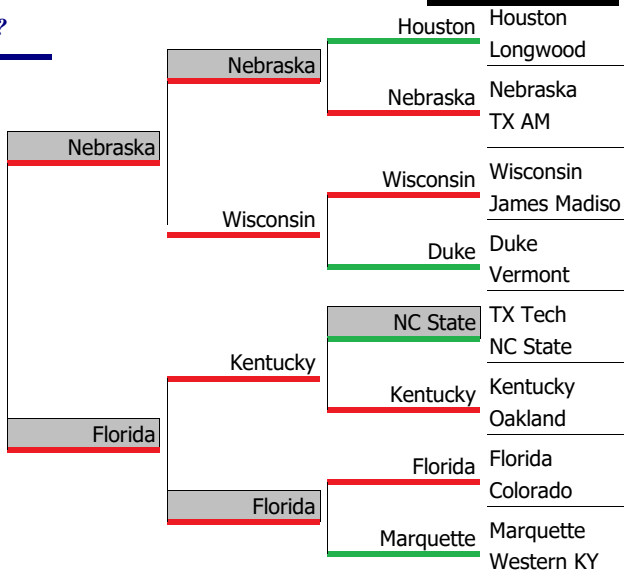 ?
Houston
Houston
Longwood
Nebraska
Nebraska
Nebraska
TX AM
Nebraska
Wisconsin
Wisconsin
James Madiso
Wisconsin
Duke
Duke
Vermont
NC State
TX Tech
NC State
Kentucky
Kentucky
Kentucky
Oakland
Florida
Florida
Florida
Colorado
Florida
Marquette
Marquette
Western KY